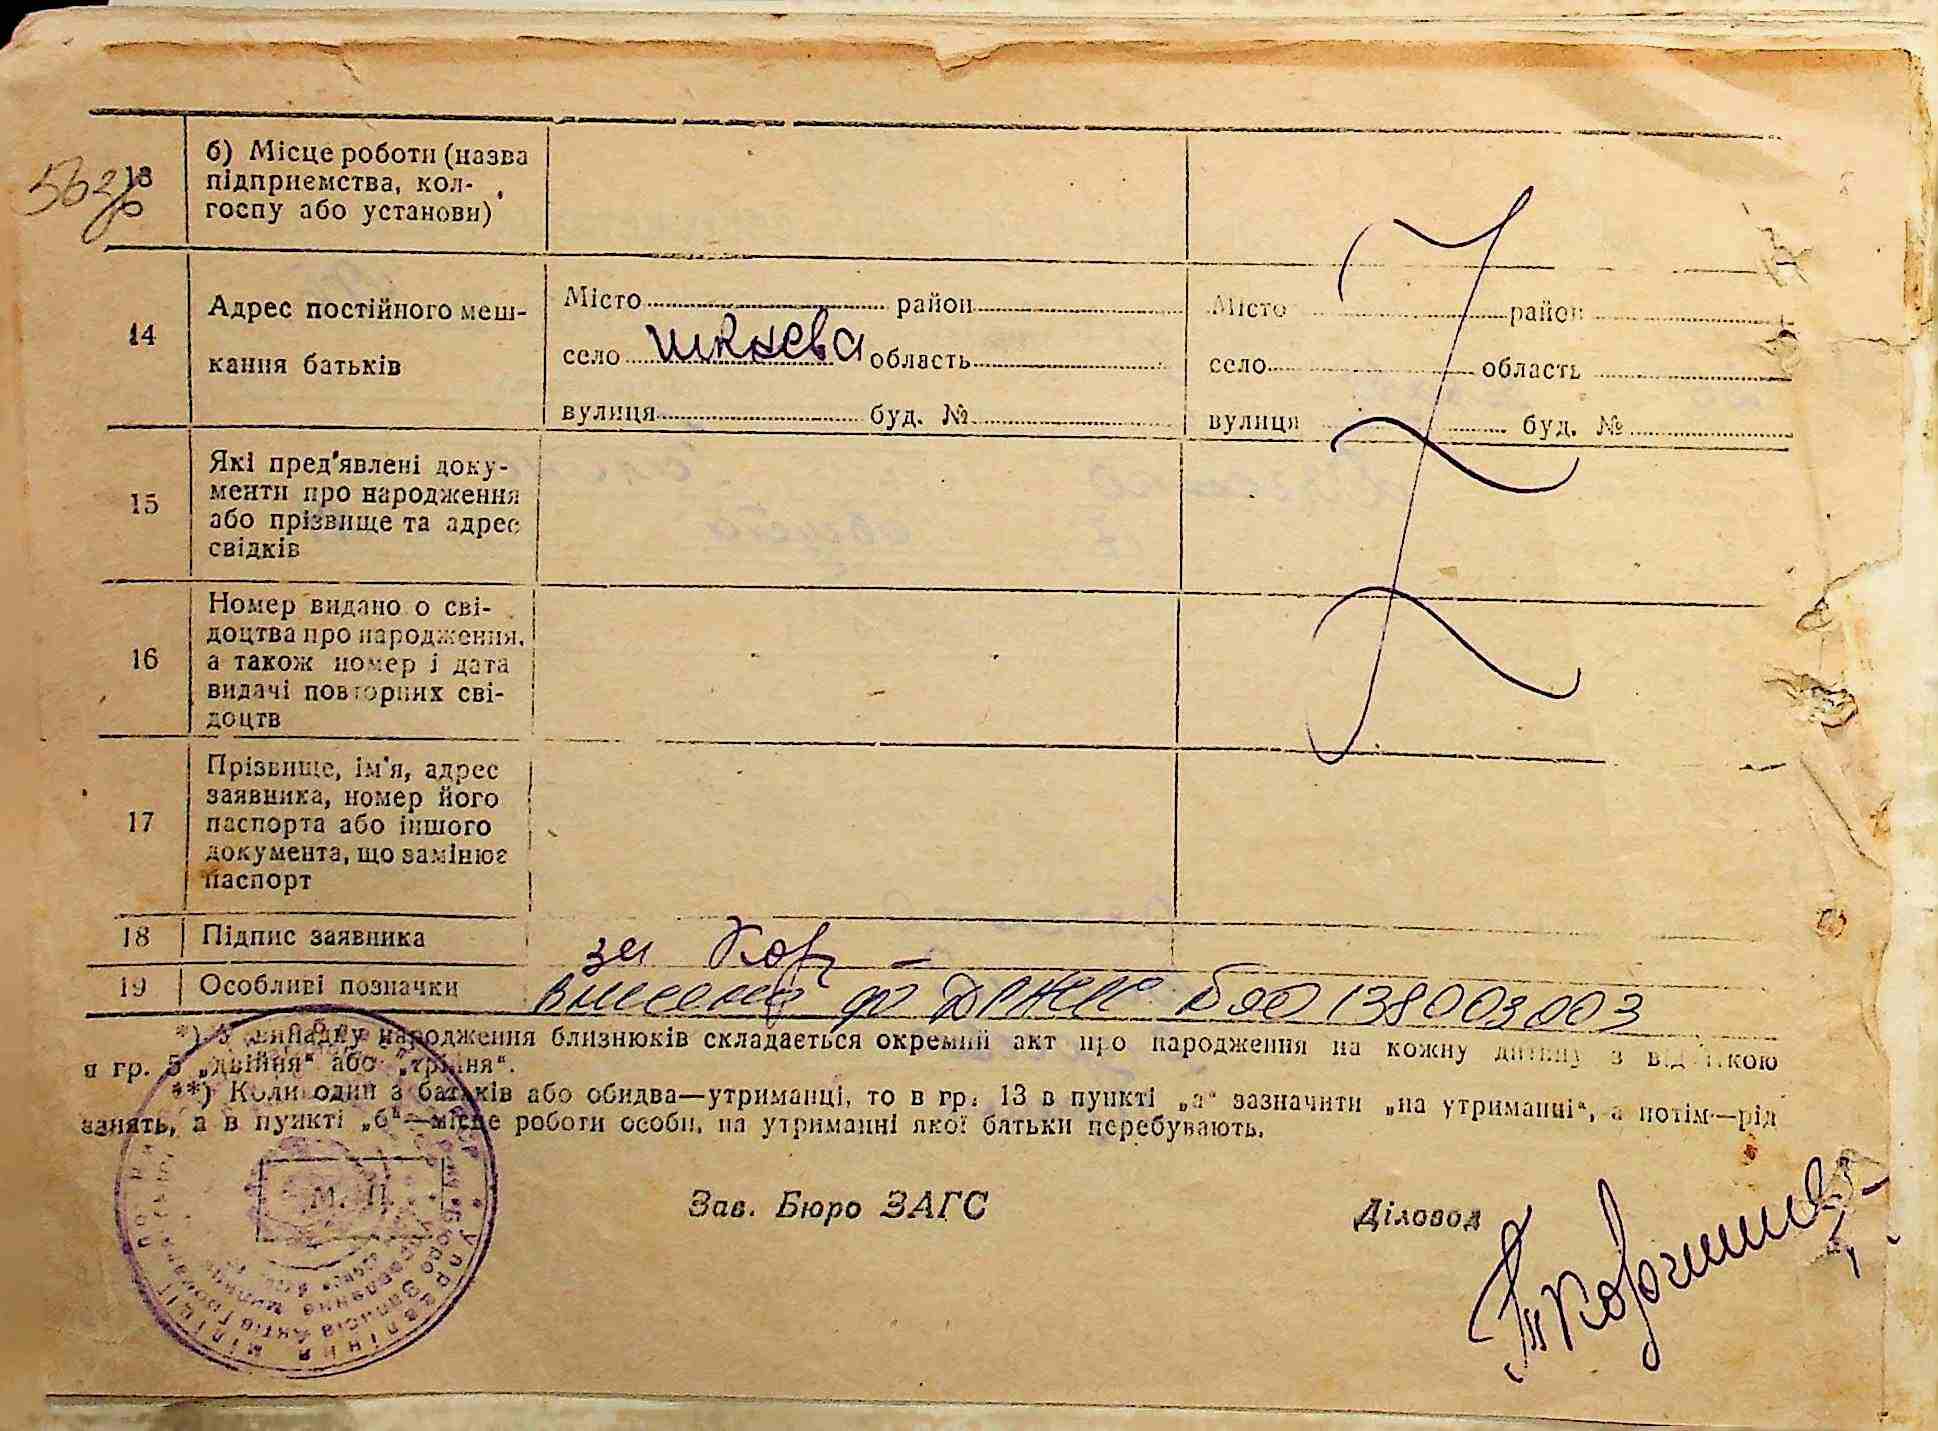 13 б) Місце роботи (назва
підприємства, кол-
госпу або установи)
14 Адрес постійного меш-
кання батьків
Місто район
село область
вулиця буд. №
Місто район
село область
вулиця буд. №
15 Які пред'явлені доку-
менти про народження
або прізвище та адрес
свідків
16 Номер видано о сві-
доцтва про народження,
а також номер і дата
видачі повторних сві-
доцтв
17 Прізвище, ім'я, адрес
заявника, номер його
паспорта або іншого
документа, що замінює
паспорт
18 Підпис заявника
за Кор
19 Особливі позначки внесено до ДРАЦС 138003003
*) У випадку народження близнюків складається окремий акт про народження на кожну дитину з відміткою
в гр. 5 „двійня“ або „трійня“.
**) Коли один з батьків або обидва—утриманці, то в гр. 13 в пункті „а“ зазначити „на утриманні“, а потім—рід
занять, а в пункті „б“—місце роботи особи, на утриманні якої батьки перебувають.
М. П.
Зав. Бюро ЗАГС
Діловод